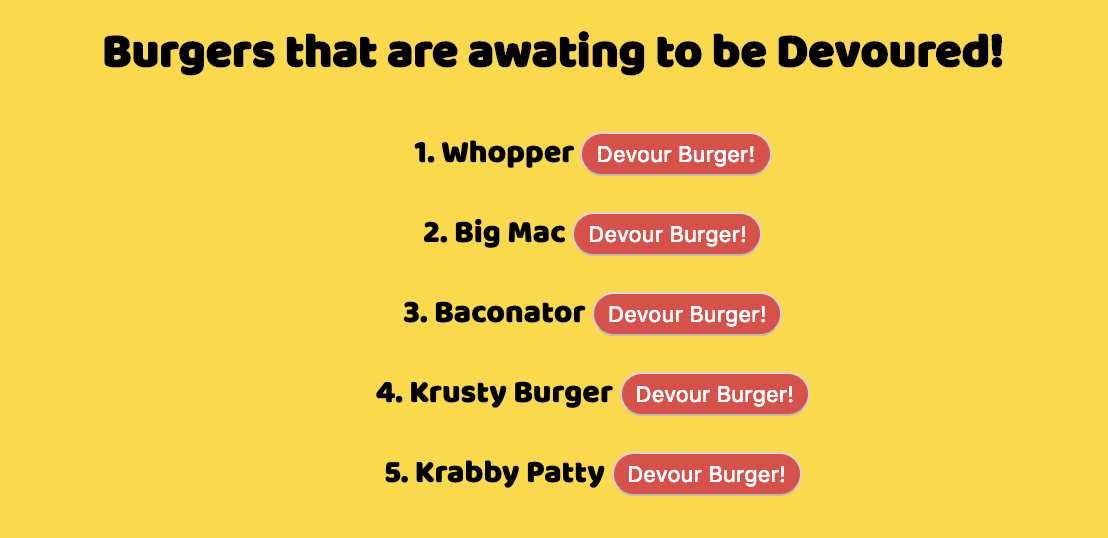 Burgers that are awating to be Devoured!
1. Whopper Devour Burger!
2. Big Mac Devour Burger!
3. Baconator Devour Burger!
4. Krusty Burger Devour Burger!
5. Krabby Patty Devour Burger!